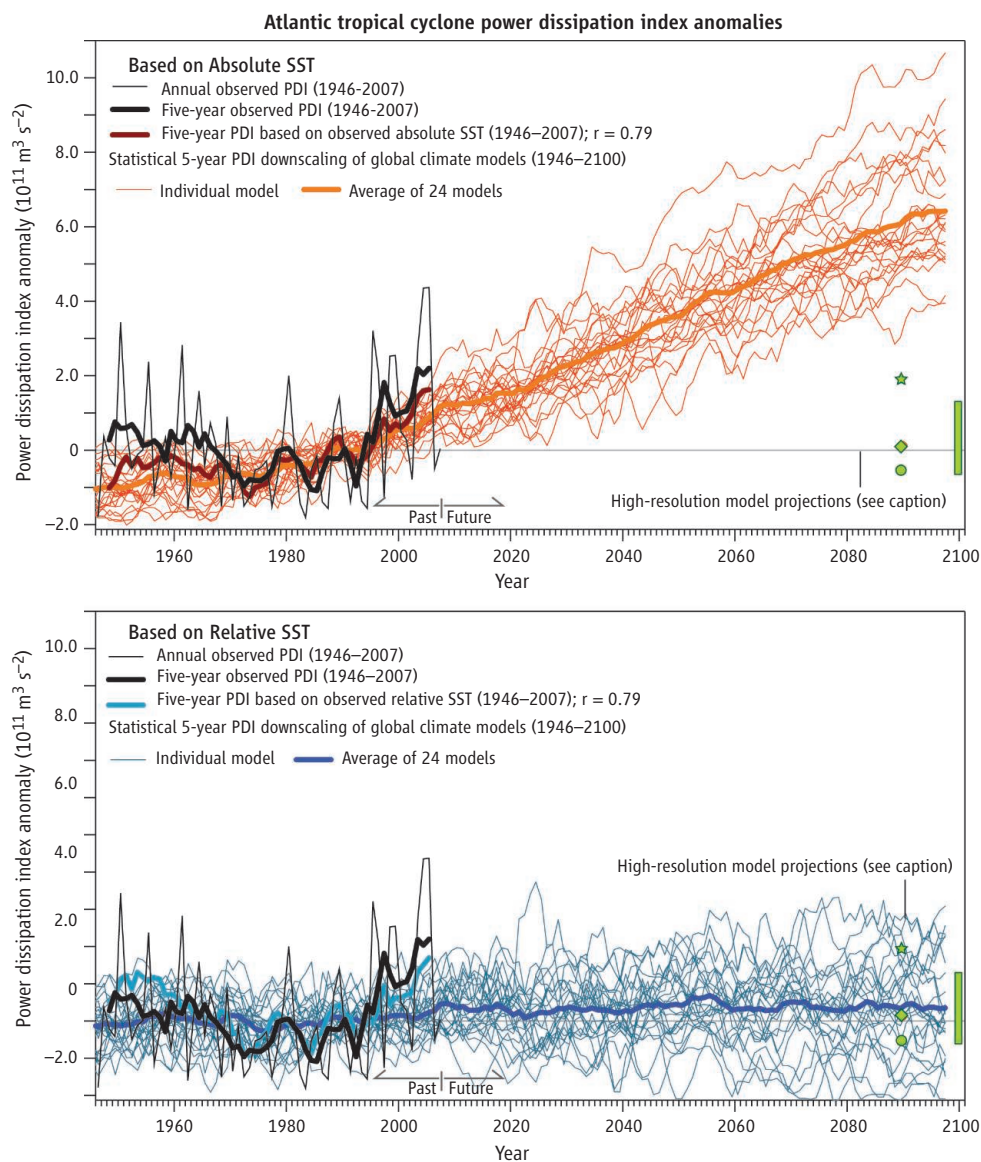 Atlantic tropical cyclone power dissipation index anomalies
Based on Absolute SST
Annual observed PDI (1946-2007)
Five-year observed PDI (1946-2007)
Five-year PDI based on observed absolute SST (1946–2007); r = 0.79
Statistical 5-year PDI downscaling of global climate models (1946–2100)
Individual model
Average of 24 models
Power dissipation index anomaly (10¹¹ m³ s⁻²)
10.0
8.0
6.0
4.0
2.0
0
–2.0
High-resolution model projections (see caption)
Past
Future
1960
1980
2000
2020
2040
2060
2080
2100
Year
Based on Relative SST
Annual observed PDI (1946–2007)
Five-year observed PDI (1946–2007)
Five-year PDI based on observed relative SST (1946–2007); r = 0.79
Statistical 5-year PDI downscaling of global climate models (1946–2100)
Individual model
Average of 24 models
Power dissipation index anomaly (10¹¹ m³ s⁻²)
10.0
8.0
6.0
4.0
2.0
0
–2.0
High-resolution model projections (see caption)
Past
Future
1960
1980
2000
2020
2040
2060
2080
2100
Year